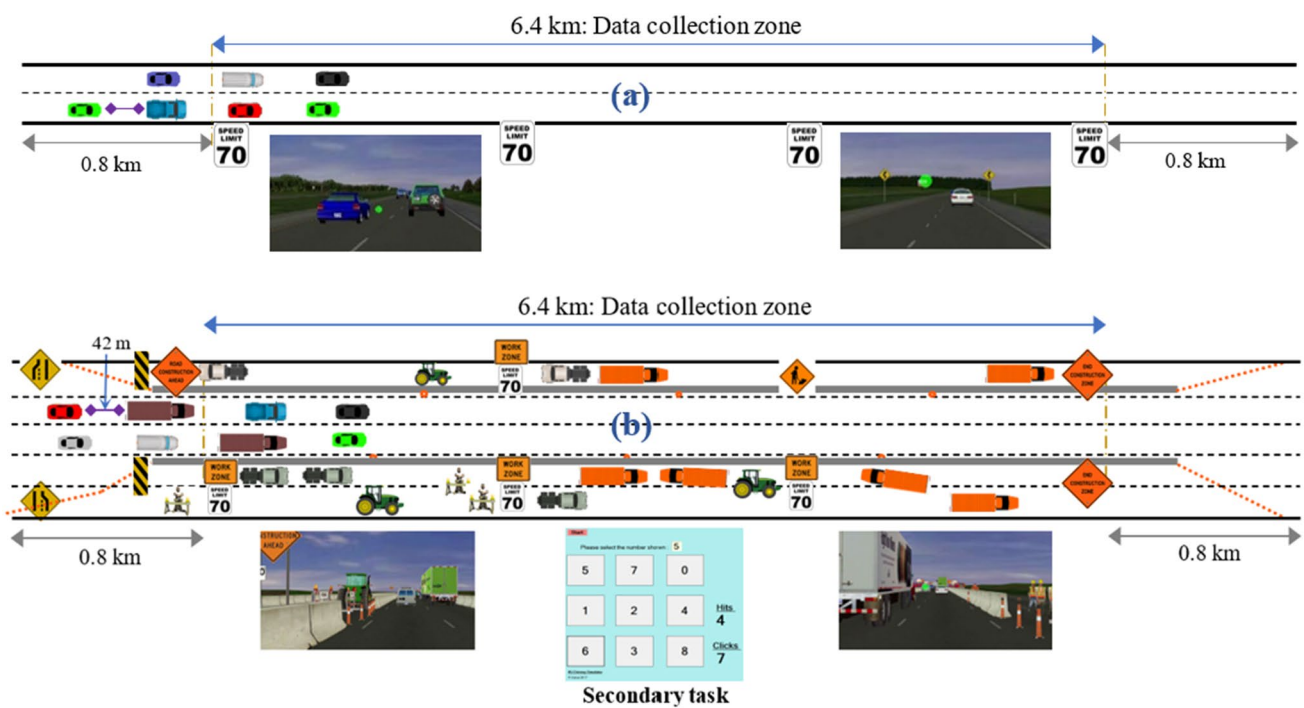 6.4 km: Data collection zone
(a)
SPEED
LIMIT
70
SPEED
LIMIT
70
SPEED
LIMIT
70
SPEED
LIMIT
70
0.8 km
0.8 km
6.4 km: Data collection zone
42 m
ROAD
CONSTRUCTION
AHEAD
WORK
ZONE
SPEED
LIMIT
70
END
CONSTRUCTION
ZONE
(b)
WORK
ZONE
SPEED
LIMIT
70
WORK
ZONE
SPEED
LIMIT
70
WORK
ZONE
SPEED
LIMIT
70
END
CONSTRUCTION
ZONE
0.8 km
0.8 km
STRUCTION
AHEAD
Start
Please select the number shown: 5
5 7 0
1 2 4
Hits
4
6 3 8
Clicks
7
Secondary task